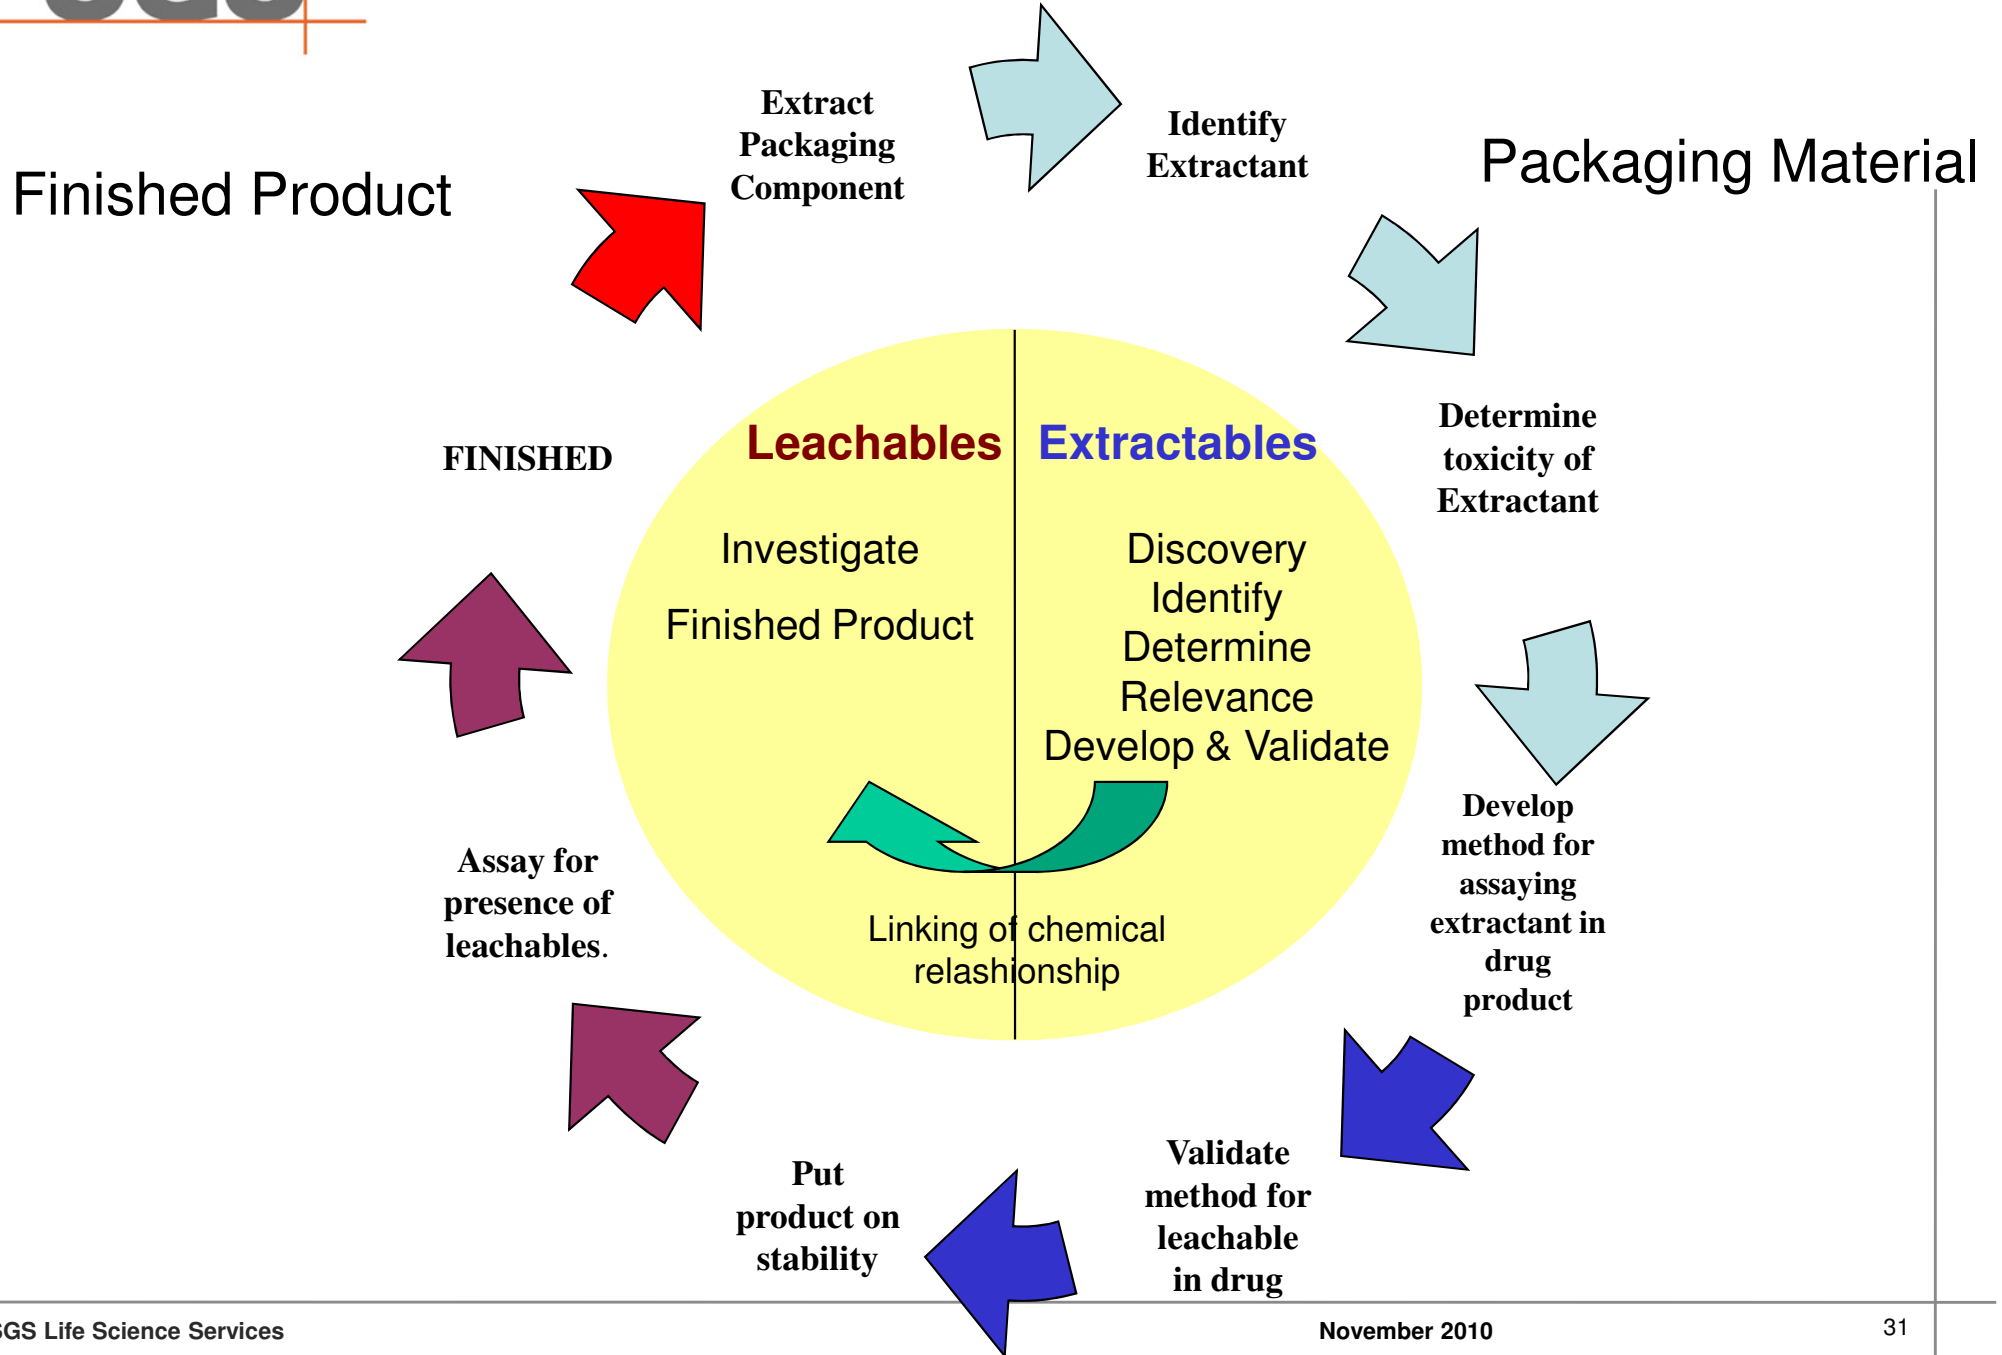 Finished Product
Packaging Material
Extract
Packaging
Component
Identify
Extractant
Determine
toxicity of
Extractant
Develop
method for
assaying
extractant in
drug
product
Validate
method for
leachable
in drug
Put
product on
stability
Assay for
presence of
leachables.
FINISHED
Leachables
Investigate
Finished Product
Extractables
Discovery
Identify
Determine
Relevance
Develop & Validate
Linking of chemical
relashionship
SGS Life Science Services
November 2010
31